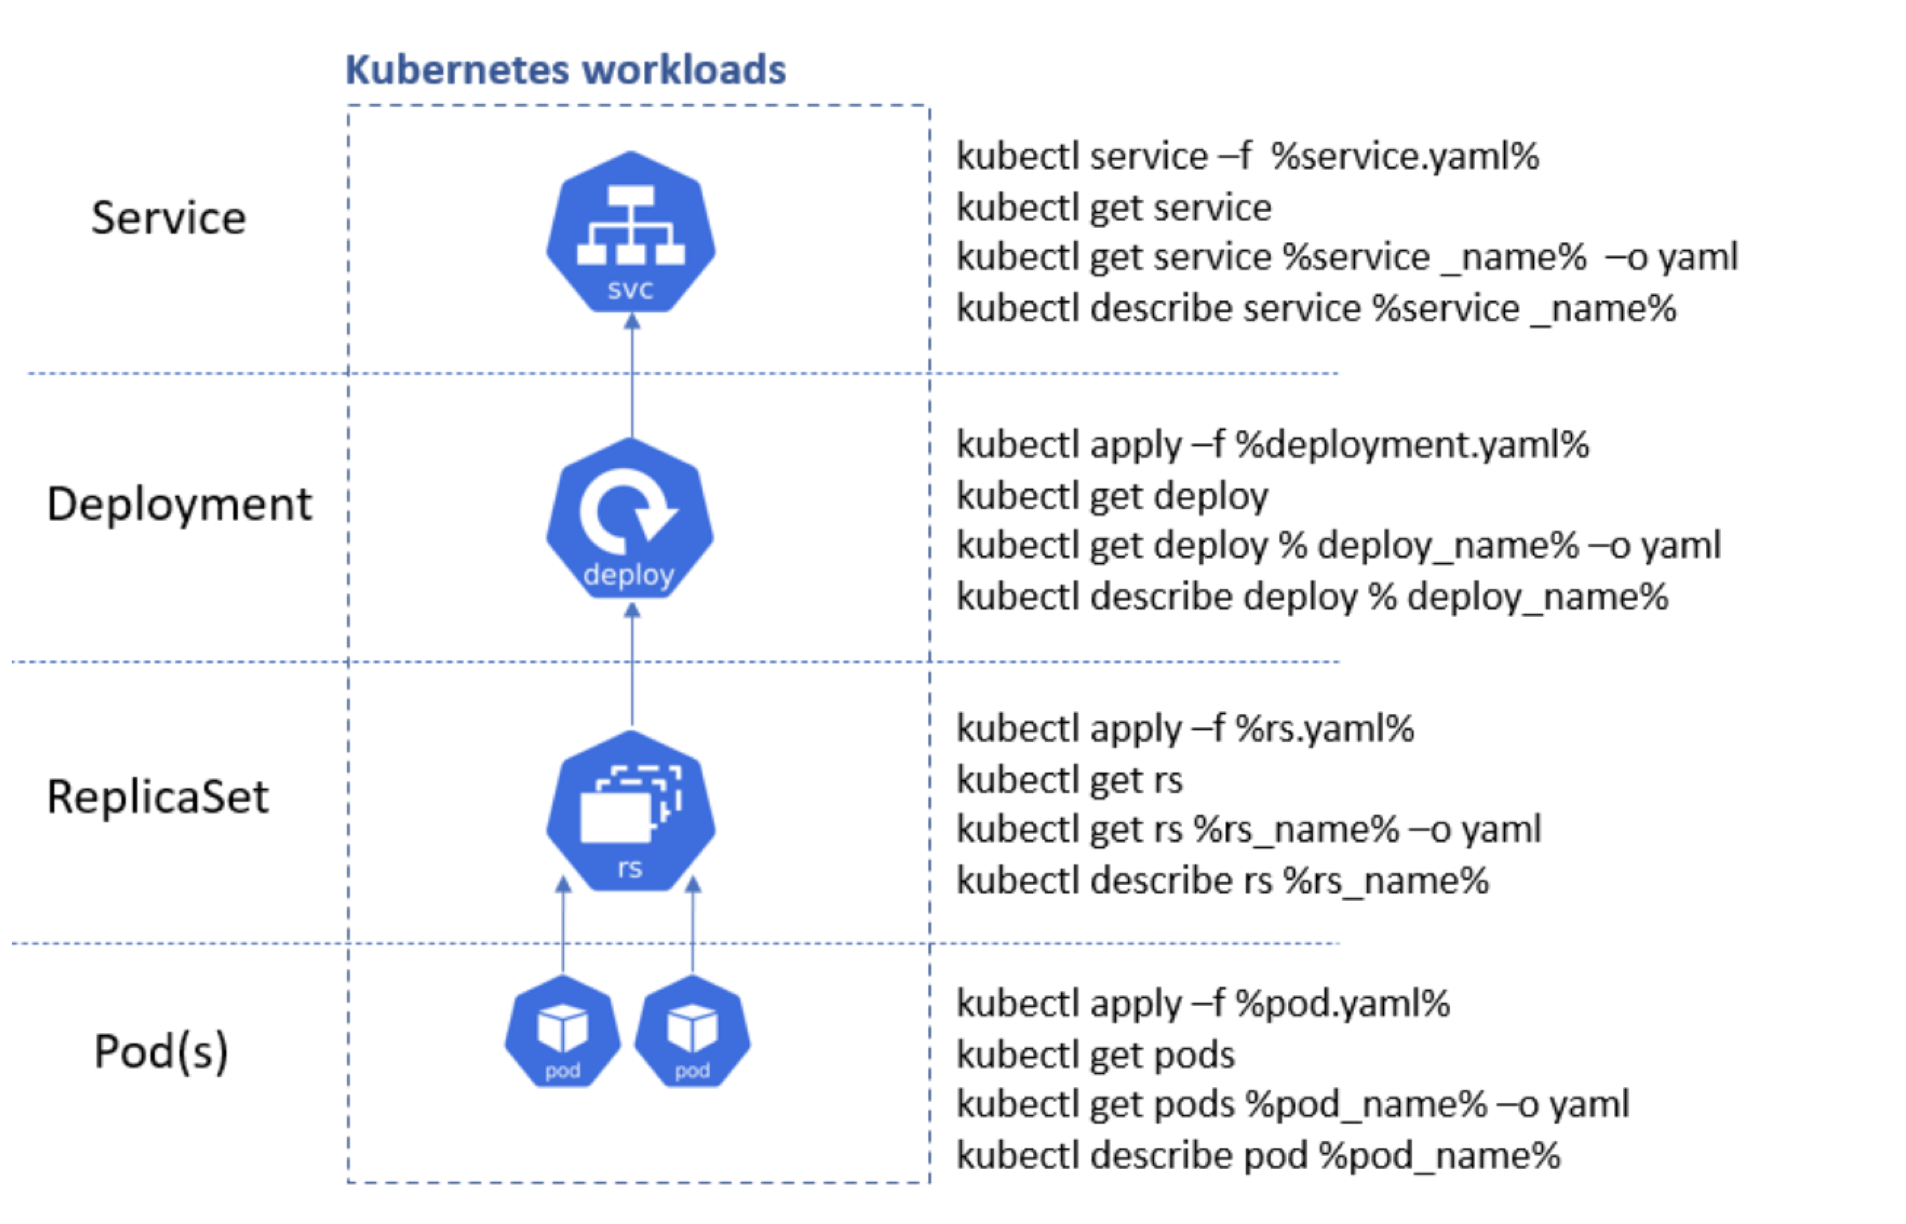 Kubernetes workloads
Service
svc
kubectl service –f  %service.yaml%
kubectl get service
kubectl get service %service _name%  –o yaml
kubectl describe service %service _name%
Deployment
deploy
kubectl apply –f %deployment.yaml%
kubectl get deploy
kubectl get deploy % deploy_name% –o yaml
kubectl describe deploy % deploy_name%
ReplicaSet
rs
kubectl apply –f %rs.yaml%
kubectl get rs
kubectl get rs %rs_name% –o yaml
kubectl describe rs %rs_name%
Pod(s)
pod
pod
kubectl apply –f %pod.yaml%
kubectl get pods
kubectl get pods %pod_name% –o yaml
kubectl describe pod %pod_name%